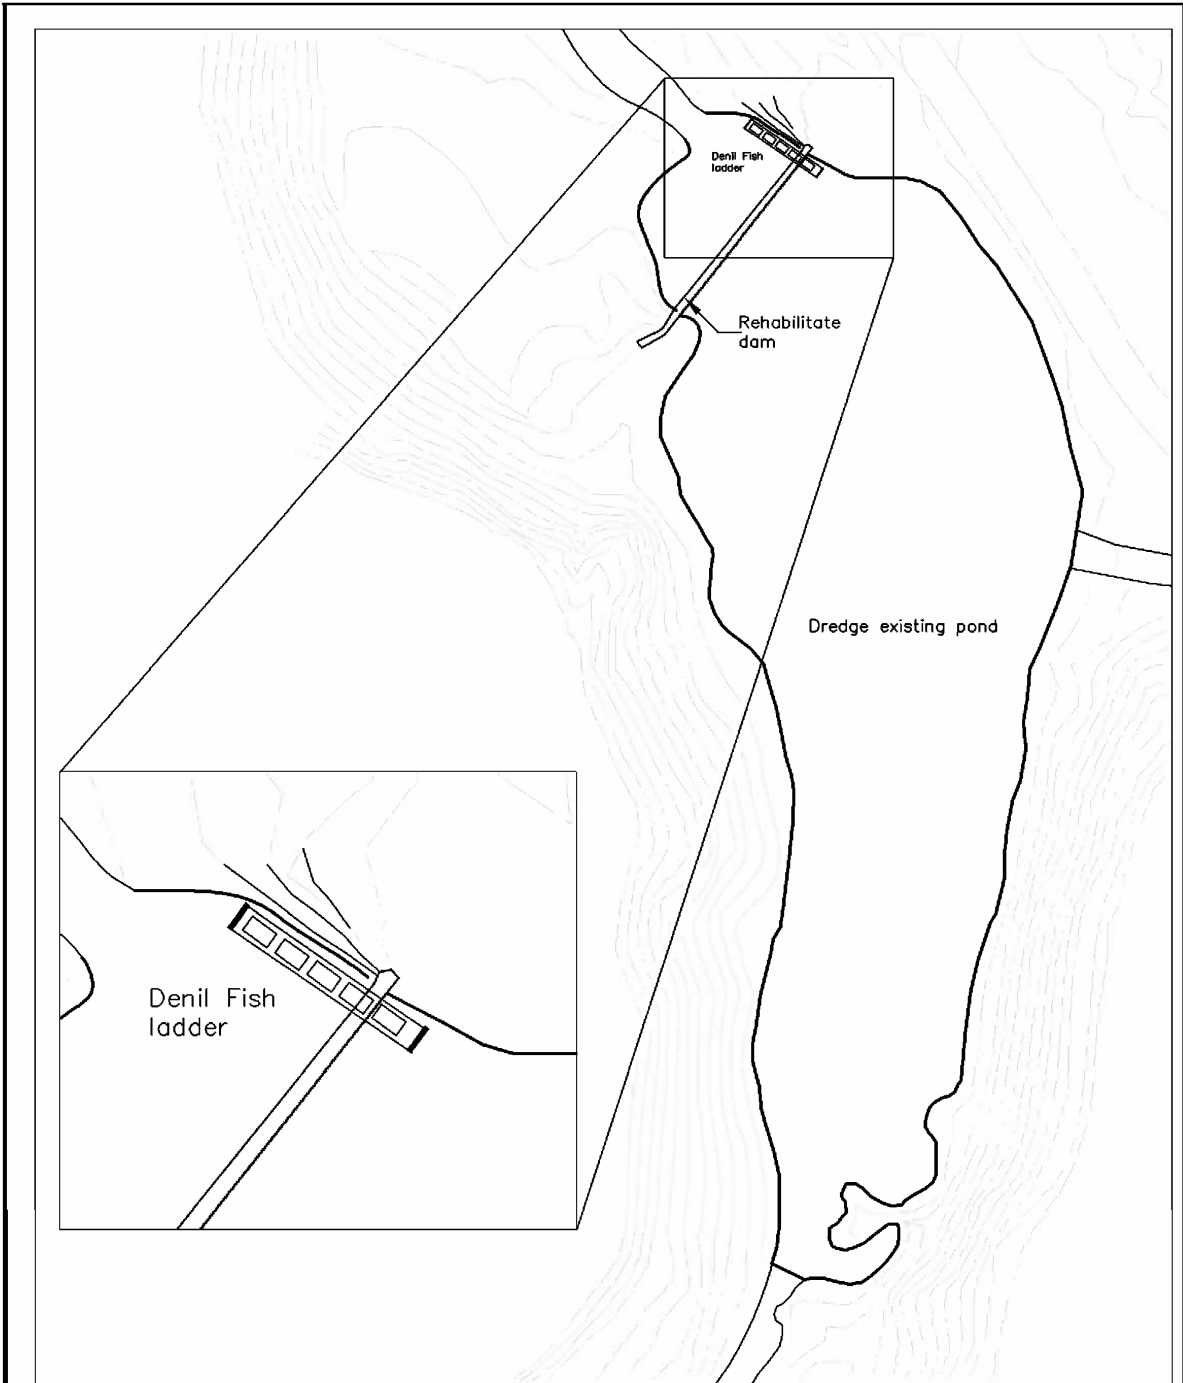 Denil Fish
ladder
Rehabilitate
dam
Dredge existing pond
Denil Fish
ladder